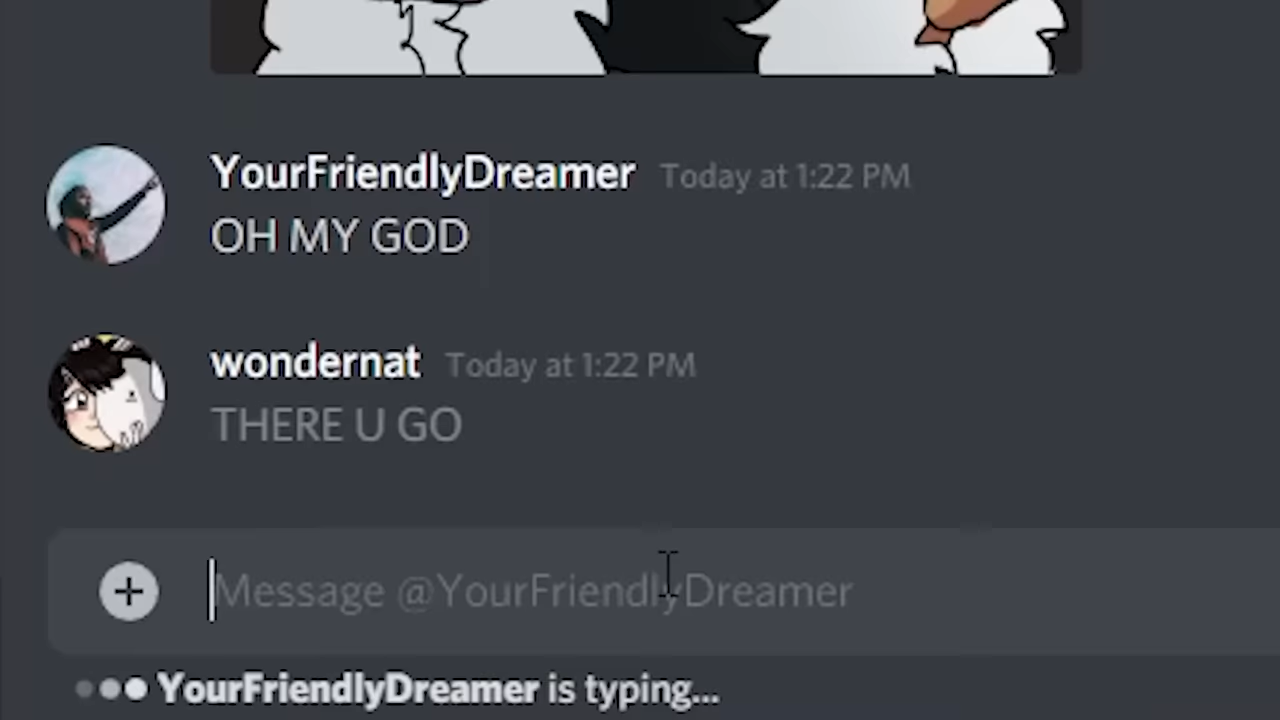 YourFriendlyDreamer Today at 1:22 PM
OH MY GOD
wondernat Today at 1:22 PM
THERE U GO
Message @YourFriendlyDreamer
YourFriendlyDreamer is typing...